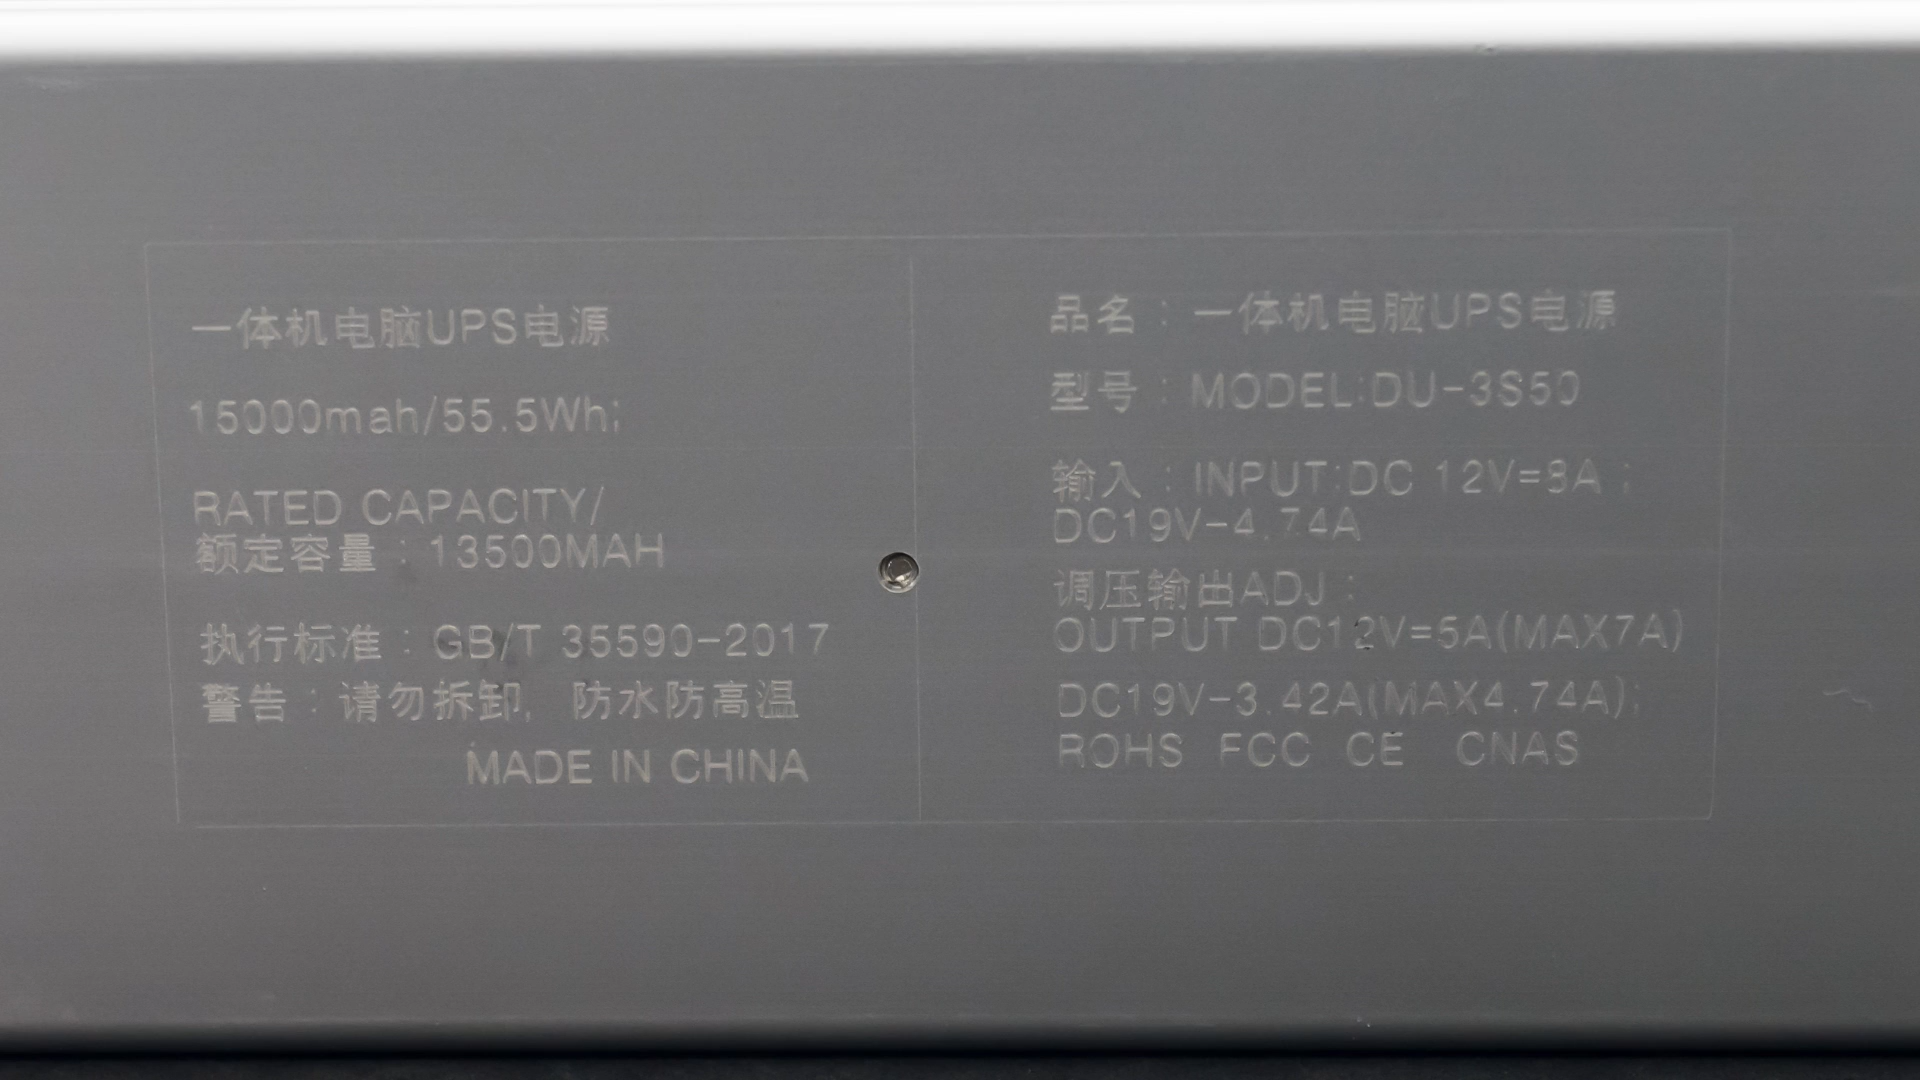 一体机电脑UPS电源
15000mah/55.5Wh;
RATED CAPACITY/
额定容量：13500MAH
执行标准：GB/T 35590-2017
警告：请勿拆卸, 防水防高温
MADE IN CHINA
品名：一体机电脑UPS电源
型号：MODEL:DU-3S50
输入：INPUT:DC 12V=8A；
DC19V-4.74A
调压输出ADJ：
OUTPUT DC12V=5A(MAX7A)
DC19V-3.42A(MAX4.74A);
ROHS FCC CE CNAS